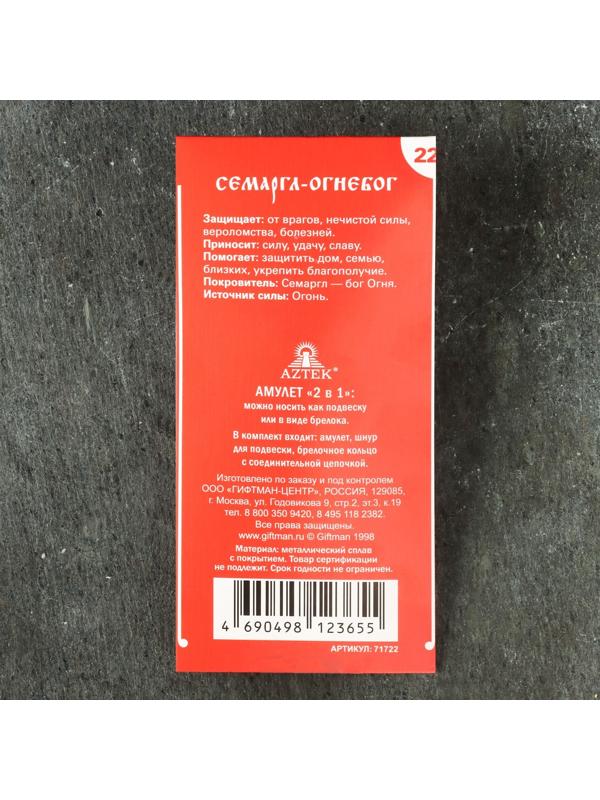 22
СЕМАРГЛ-ОГНЕБОГ
Защищает: от врагов, нечистой силы,
вероломства, болезней.
Приносит: силу, удачу, славу.
Помогает: защитить дом, семью,
близких, укрепить благополучие.
Покровитель: Семаргл — бог Огня.
Источник силы: Огонь.
AZTEK®
АМУЛЕТ «2 в 1»:
можно носить как подвеску
или в виде брелока.
В комплект входит: амулет, шнур
для подвески, брелочное кольцо
с соединительной цепочкой.
Изготовлено по заказу и под контролем
ООО «ГИФТМАН-ЦЕНТР», РОССИЯ, 129085,
г. Москва, ул. Годовикова 9, стр.2, эт.3, к.19
тел. 8 800 350 9420, 8 495 118 2382.
Все права защищены.
www.giftman.ru © Giftman 1998
Материал: металлический сплав
с покрытием. Товар сертификации
не подлежит. Срок годности не ограничен.
4 690498 123655
АРТИКУЛ: 71722